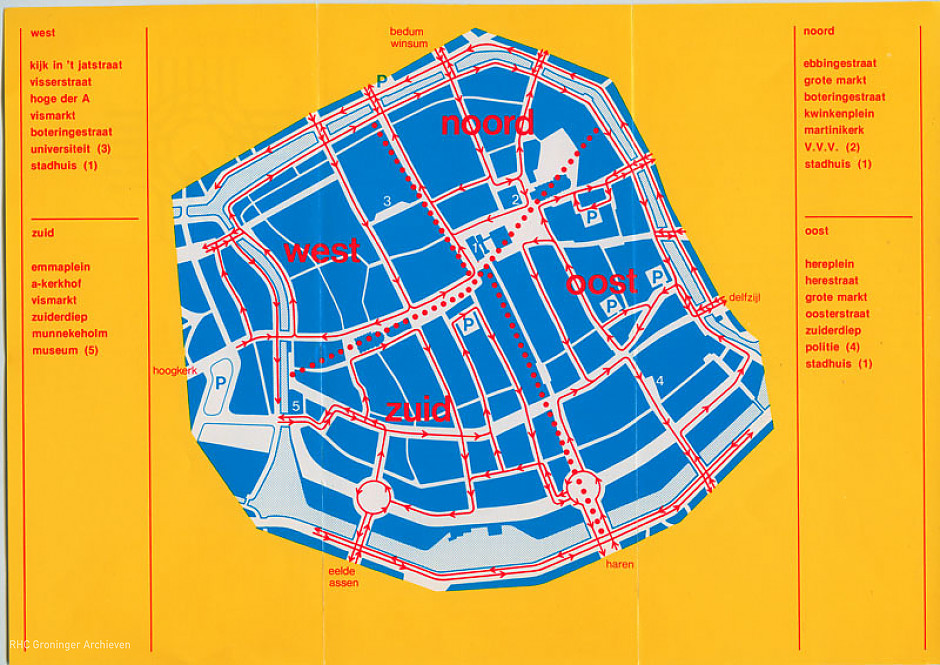 west
kijk in 't jatstraat
visserstraat
hoge der A
vismarkt
boteringestraat
universiteit (3)
stadhuis (1)
zuid
emmaplein
a-kerkhof
vismarkt
zuiderdiep
munnekeholm
museum (5)
bedum
winsum
P
noord
3
2
P
west
oost
P
P
delfzijl
P
hoogkerk
P
4
5
zuid
eelde
assen
haren
noord
ebbingestraat
grote markt
boteringestraat
kwinkenplein
martinikerk
V.V.V. (2)
stadhuis (1)
oost
hereplein
herestraat
grote markt
oosterstraat
zuiderdiep
politie (4)
stadhuis (1)
RHC Groninger Archieven